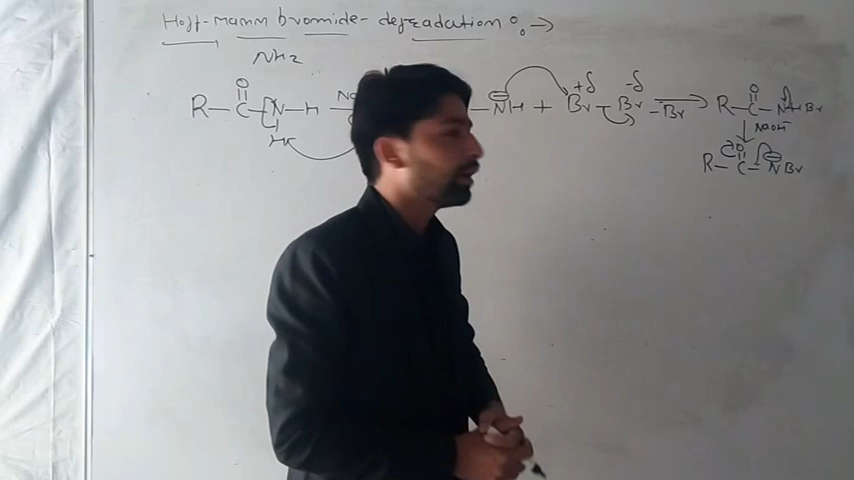 Hoff-mann bromide-degradation :→
NH2
O +δ -δ O
R-C-N-H NH + Br-Br → R-C-NHBr
-Br
H NaOH
O
R-C-NBr